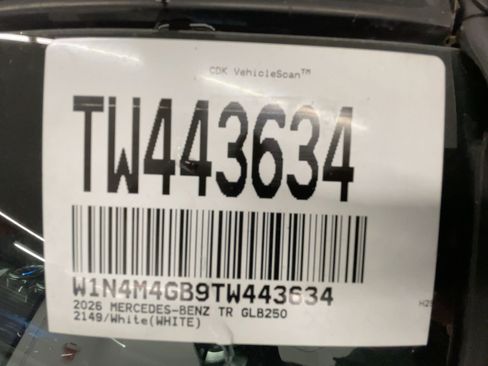 CDK VehicleScan™
TW443634
W1N4M4GB9TW443634
2026 MERCEDES-BENZ TR GLB250
2149/White(WHITE)